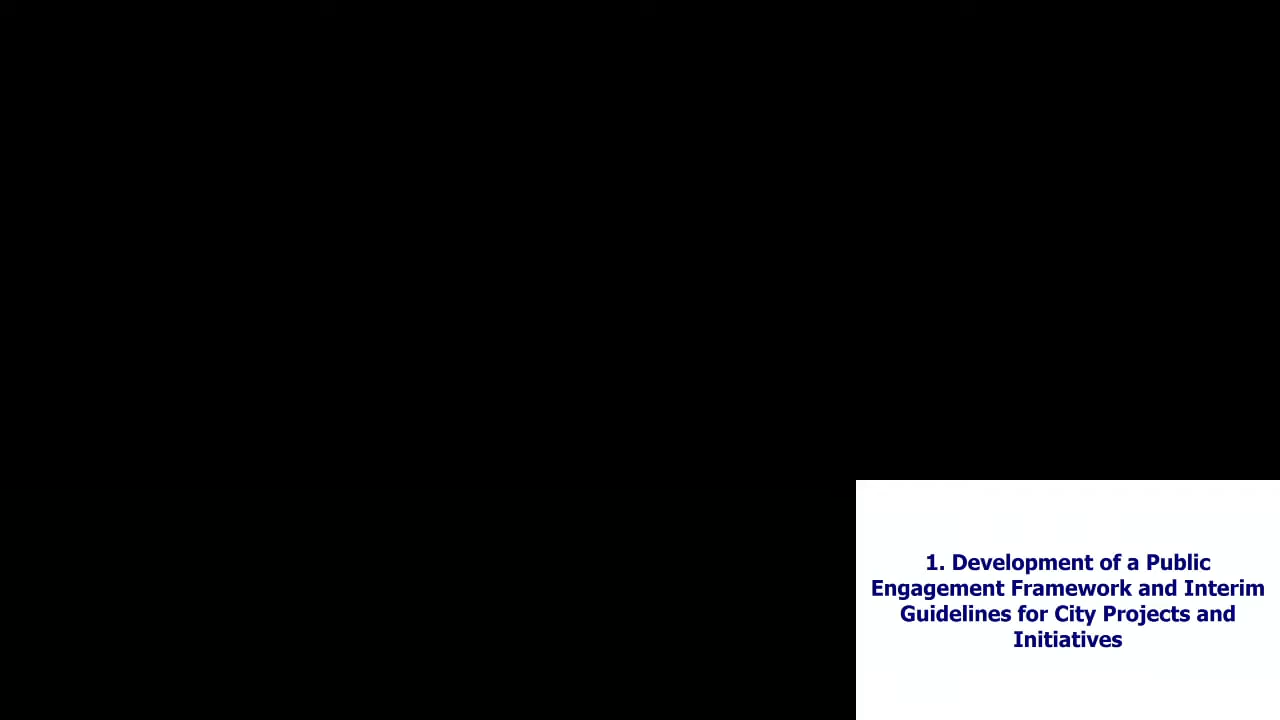 1. Development of a Public
Engagement Framework and Interim
Guidelines for City Projects and
Initiatives